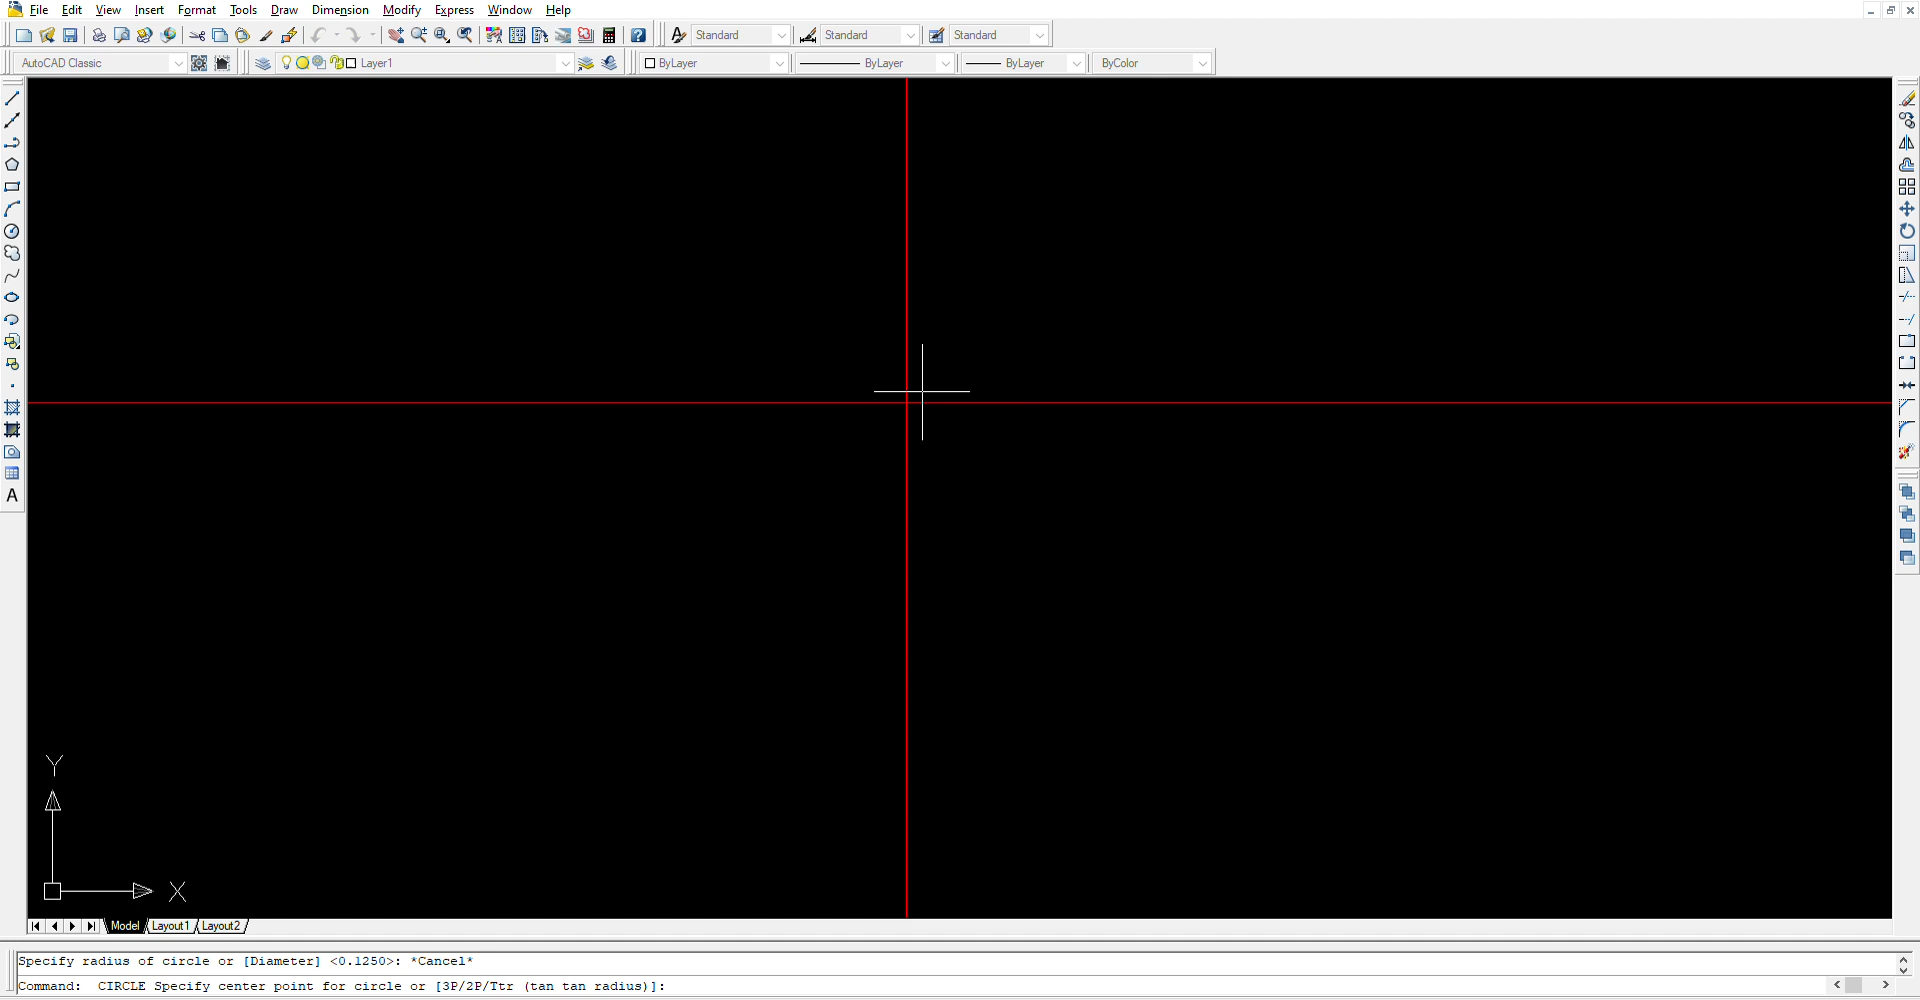 File Edit View Insert Format Tools Draw Dimension Modify Express Window Help
Standard Standard Standard
AutoCAD Classic Layer1 ByLayer ByLayer ByLayer ByColor
A
Y
X
Model Layout1 Layout2
Specify radius of circle or [Diameter] <0.1250>: *Cancel*
Command:  CIRCLE Specify center point for circle or [3P/2P/Ttr (tan tan radius)]: